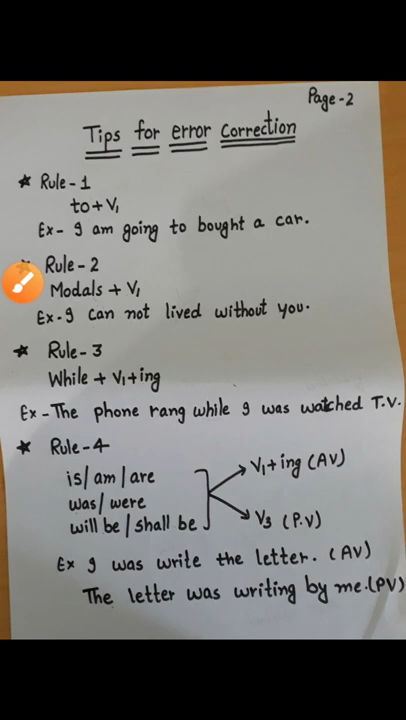 Page-2
Tips for error correction
★ Rule-1
to+V₁
Ex- I am going to bought a car.
Rule-2
Modals + V₁
Ex-I can not lived without you.
★ Rule-3
While + V₁+ing
Ex-The phone rang while I was watched T.V.
★ Rule-4
is/am/are
was/were
will be/shall be
V₁+ing (AV)
V₃ (P.V)
Ex I was write the letter. (AV)
The letter was writing by me.(PV)